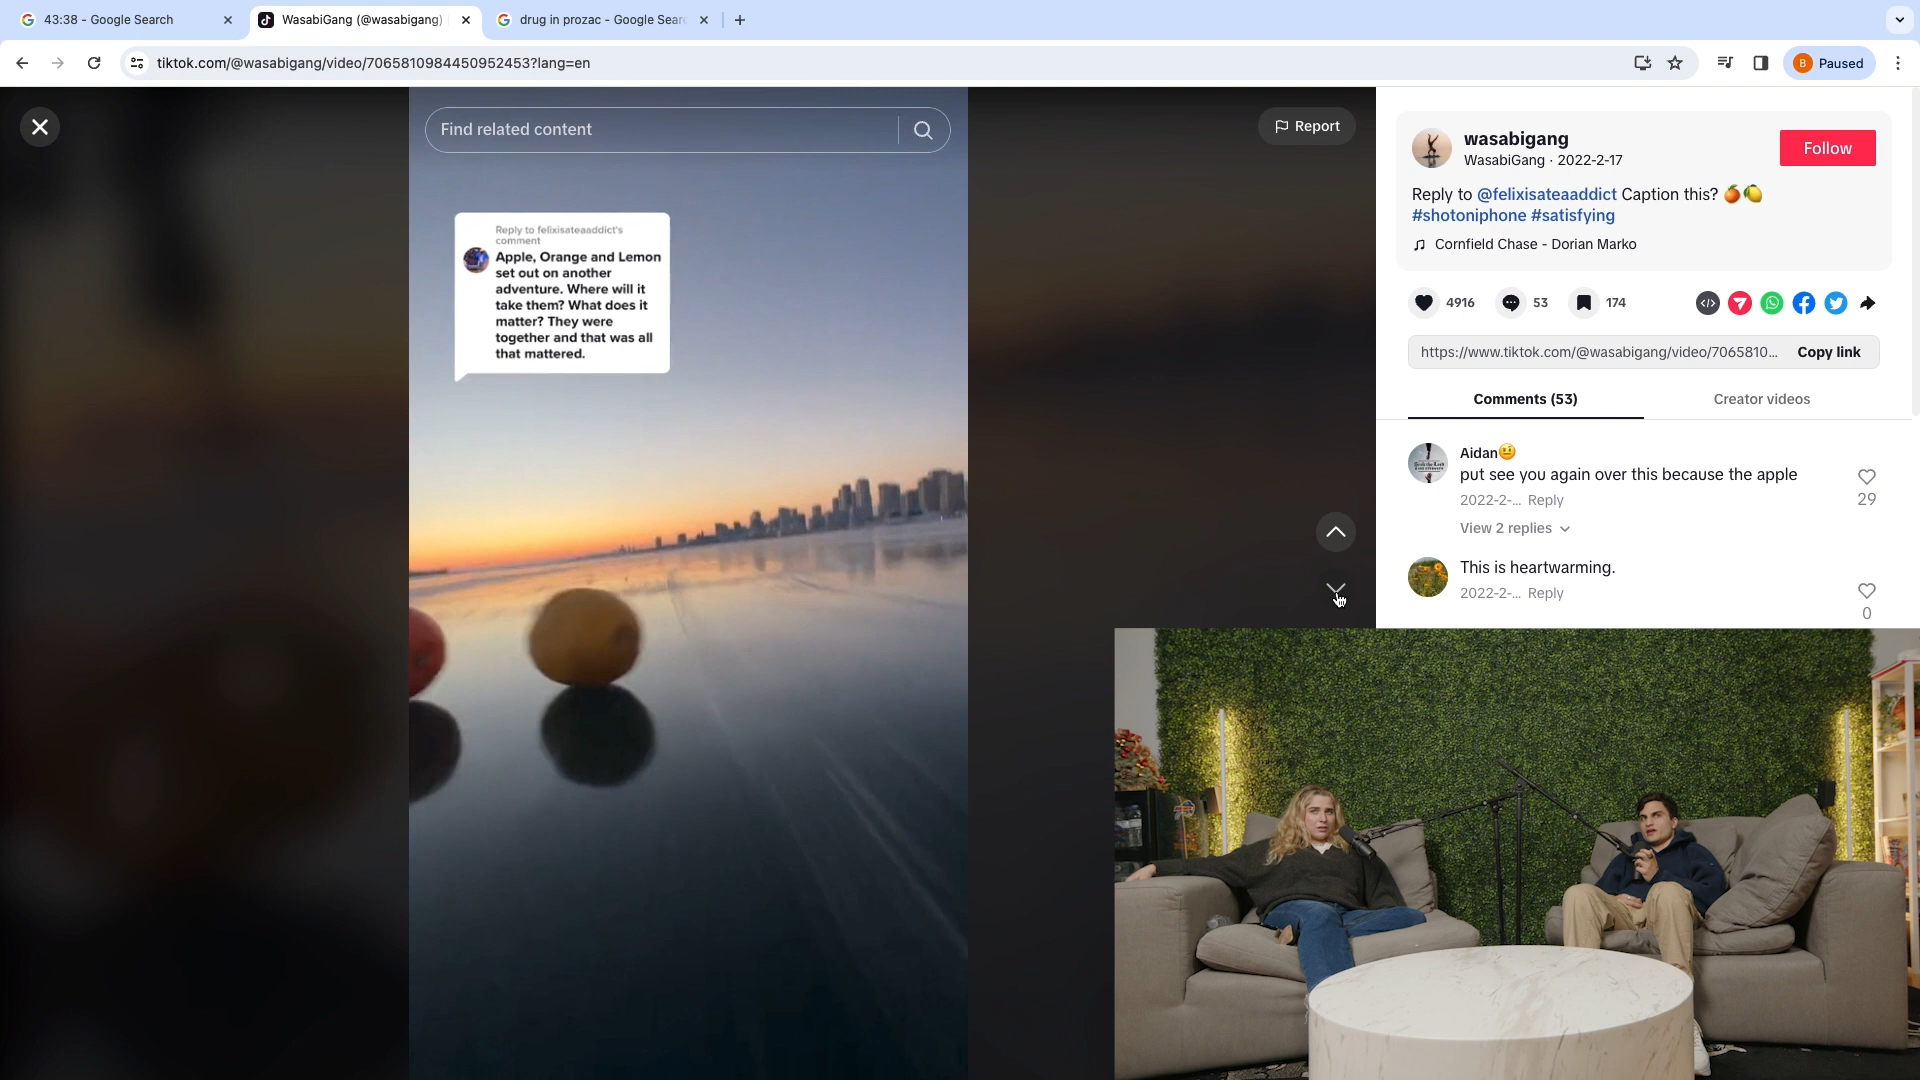 43:38 - Google Search
WasabiGang (@wasabigang)
drug in prozac - Google Sear
tiktok.com/@wasabigang/video/7065810984450952453?lang=en
B Paused
Find related content
Report
Reply to felixisateaaddict's
comment
Apple, Orange and Lemon
set out on another
adventure. Where will it
take them? What does it
matter? They were
together and that was all
that mattered.
wasabigang
WasabiGang · 2022-2-17
Follow
Reply to @felixisateaaddict Caption this? 🍊🍋
#shotoniphone #satisfying
Cornfield Chase - Dorian Marko
4916
53
174
https://www.tiktok.com/@wasabigang/video/7065810...
Copy link
Comments (53)
Creator videos
Aidan🤨
put see you again over this because the apple
2022-2-... Reply
29
View 2 replies
This is heartwarming.
2022-2-... Reply
0